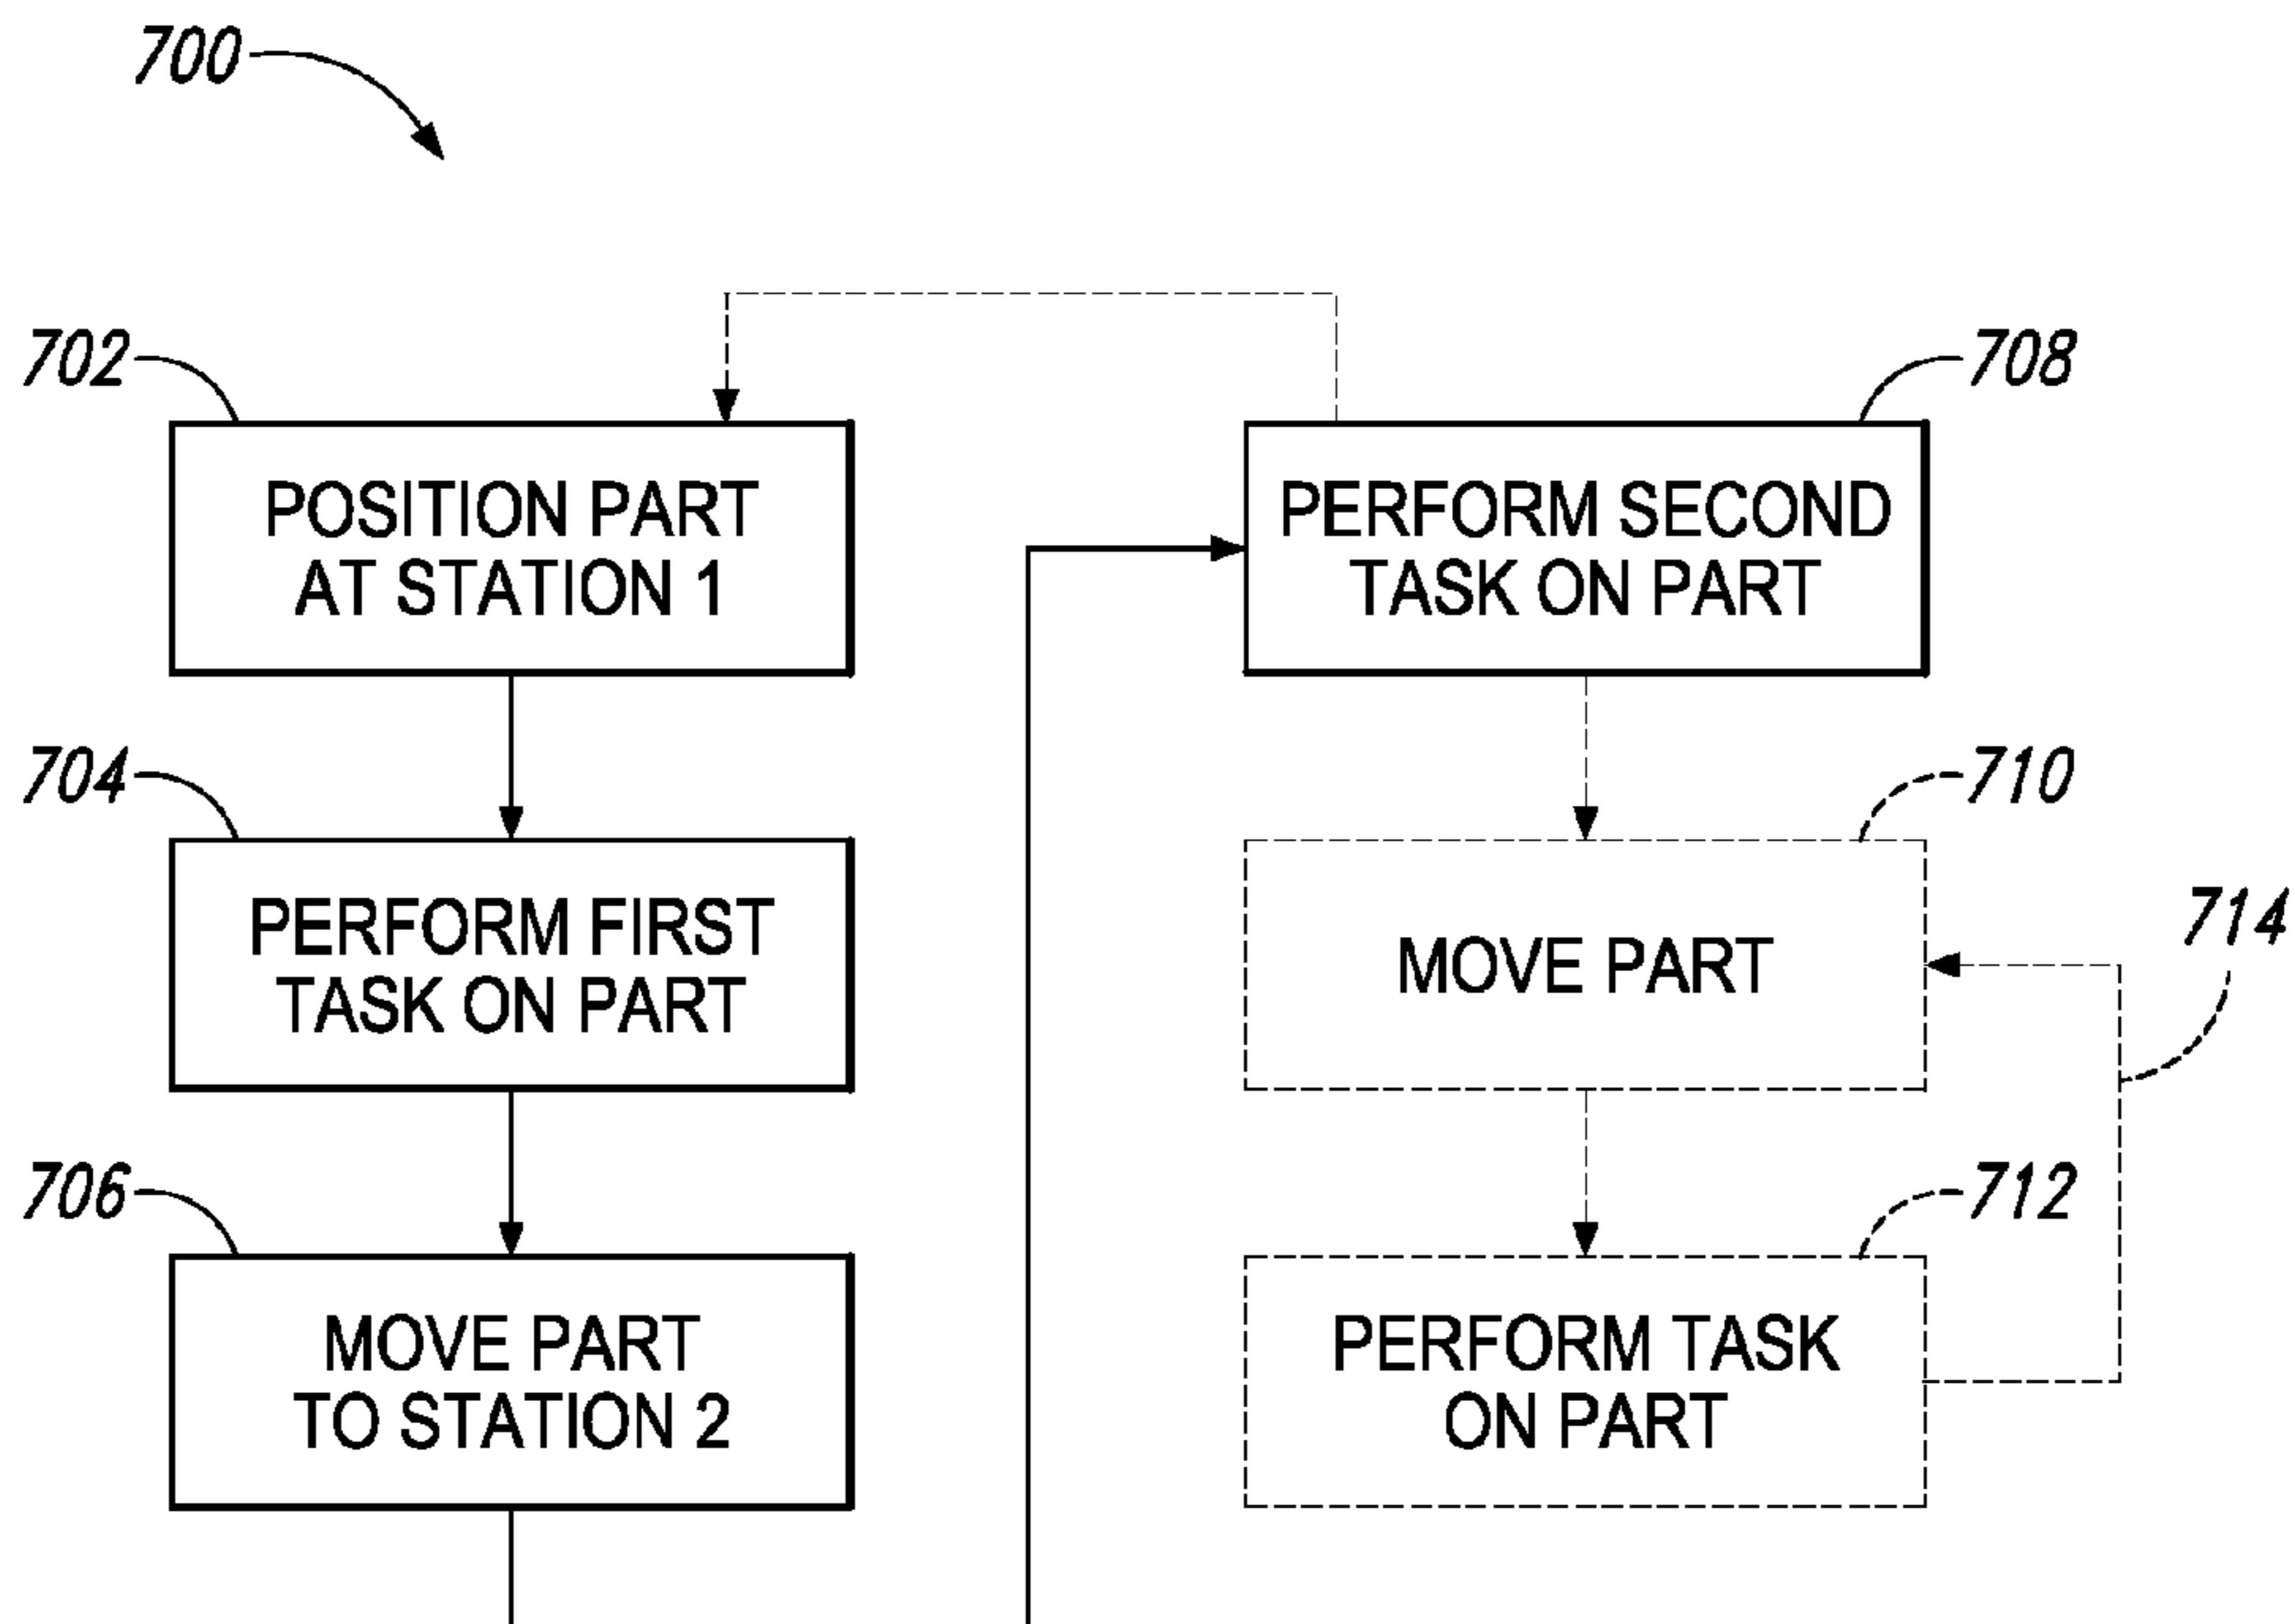 700
702
POSITION PART
AT STATION 1
704
PERFORM FIRST
TASK ON PART
706
MOVE PART
TO STATION 2
708
PERFORM SECOND
TASK ON PART
710
MOVE PART
714
712
PERFORM TASK
ON PART